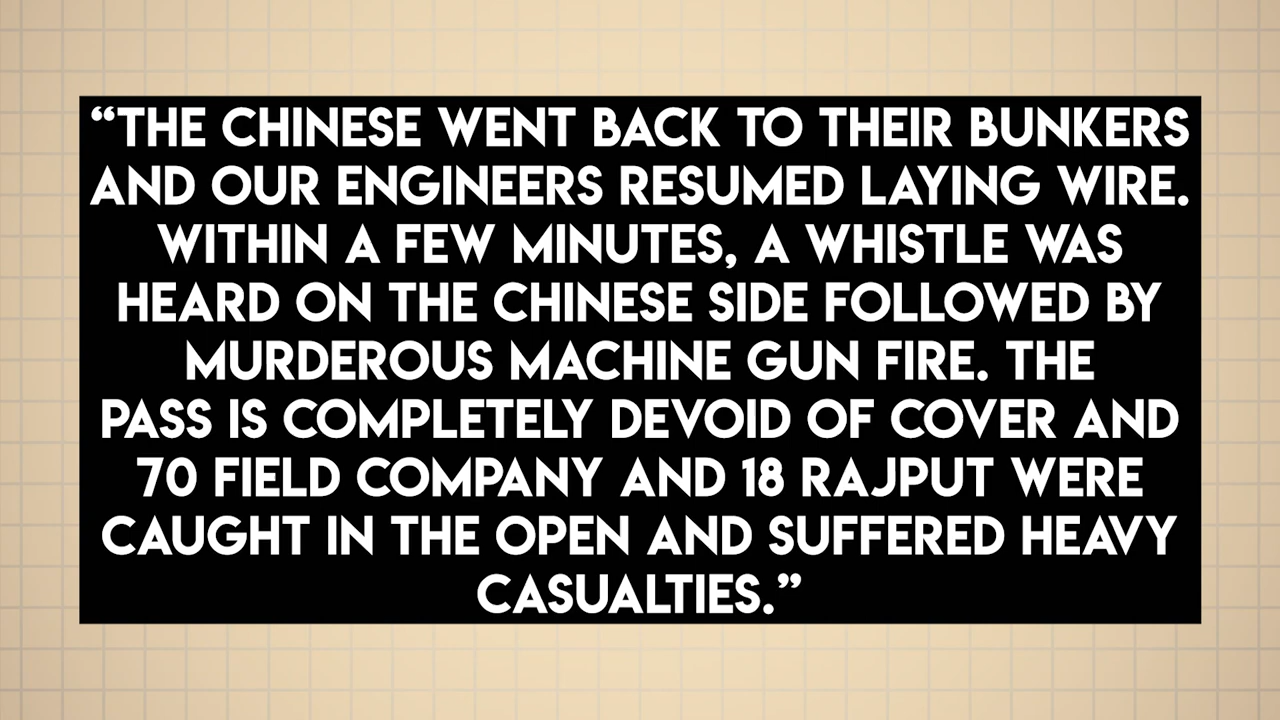 “THE CHINESE WENT BACK TO THEIR BUNKERS
AND OUR ENGINEERS RESUMED LAYING WIRE.
WITHIN A FEW MINUTES, A WHISTLE WAS
HEARD ON THE CHINESE SIDE FOLLOWED BY
MURDEROUS MACHINE GUN FIRE. THE
PASS IS COMPLETELY DEVOID OF COVER AND
70 FIELD COMPANY AND 18 RAJPUT WERE
CAUGHT IN THE OPEN AND SUFFERED HEAVY
CASUALTIES.”